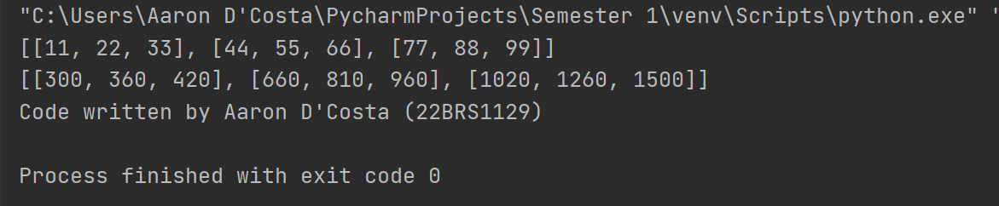 "C:\Users\Aaron D'Costa\PycharmProjects\Semester 1\venv\Scripts\python.exe" "
[[11, 22, 33], [44, 55, 66], [77, 88, 99]]
[[300, 360, 420], [660, 810, 960], [1020, 1260, 1500]]
Code written by Aaron D'Costa (22BRS1129)
Process finished with exit code 0